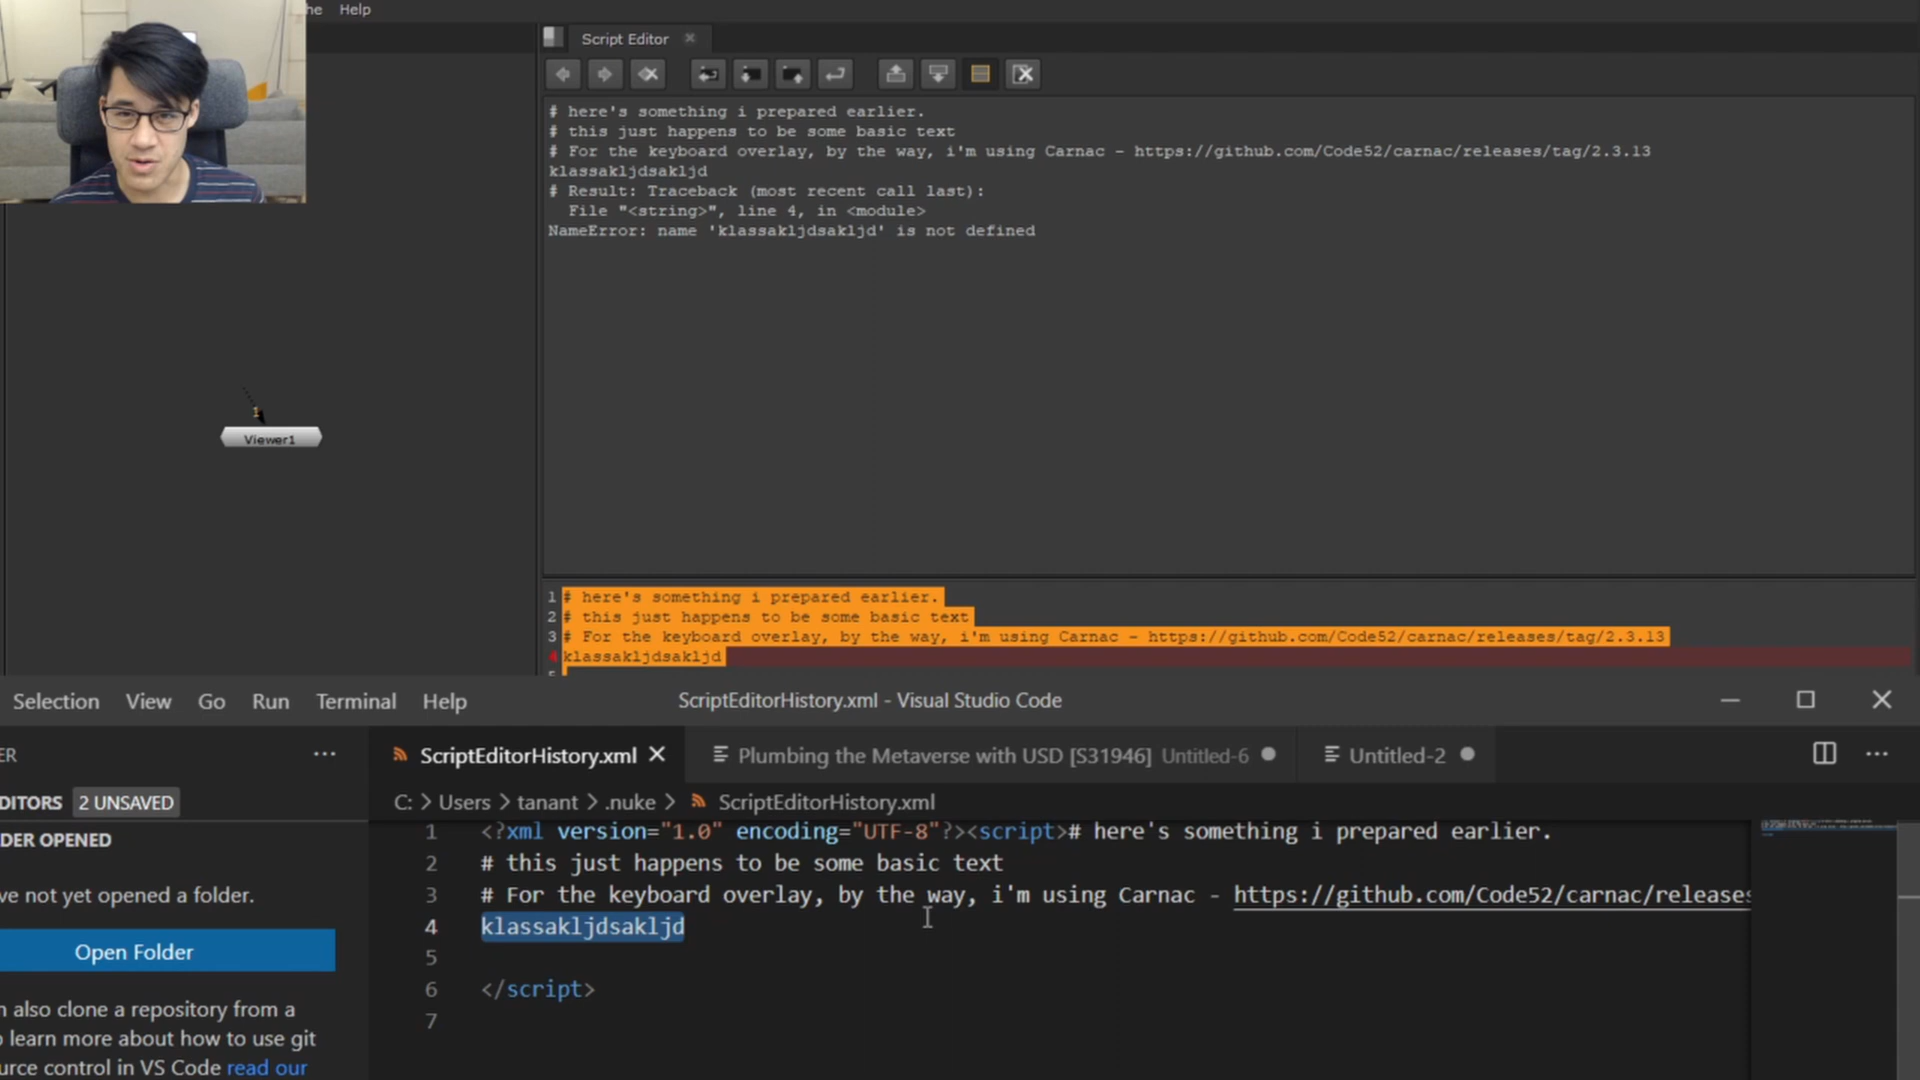 he Help
Script Editor
# here's something i prepared earlier.
# this just happens to be some basic text
# For the keyboard overlay, by the way, i'm using Carnac - https://github.com/Code52/carnac/releases/tag/2.3.13
klassakljdsakljd
# Result: Traceback (most recent call last):
File "<string>", line 4, in <module>
NameError: name 'klassakljdsakljd' is not defined
1
Viewer1
1 # here's something i prepared earlier.
2 # this just happens to be some basic text
3 # For the keyboard overlay, by the way, i'm using Carnac - https://github.com/Code52/carnac/releases/tag/2.3.13
4 klassakljdsakljd
Selection View Go Run Terminal Help ScriptEditorHistory.xml - Visual Studio Code
ER ScriptEditorHistory.xml Plumbing the Metaverse with USD [S31946] Untitled-6 Untitled-2
DITORS 2 UNSAVED
C: > Users > tanant > .nuke > ScriptEditorHistory.xml
DER OPENED
ve not yet opened a folder.
Open Folder
n also clone a repository from a
o learn more about how to use git
urce control in VS Code read our
1 <?xml version="1.0" encoding="UTF-8"?><script># here's something i prepared earlier.
2 # this just happens to be some basic text
3 # For the keyboard overlay, by the way, i'm using Carnac - https://github.com/Code52/carnac/releases
4 klassakljdsakljd
5
6 </script>
7